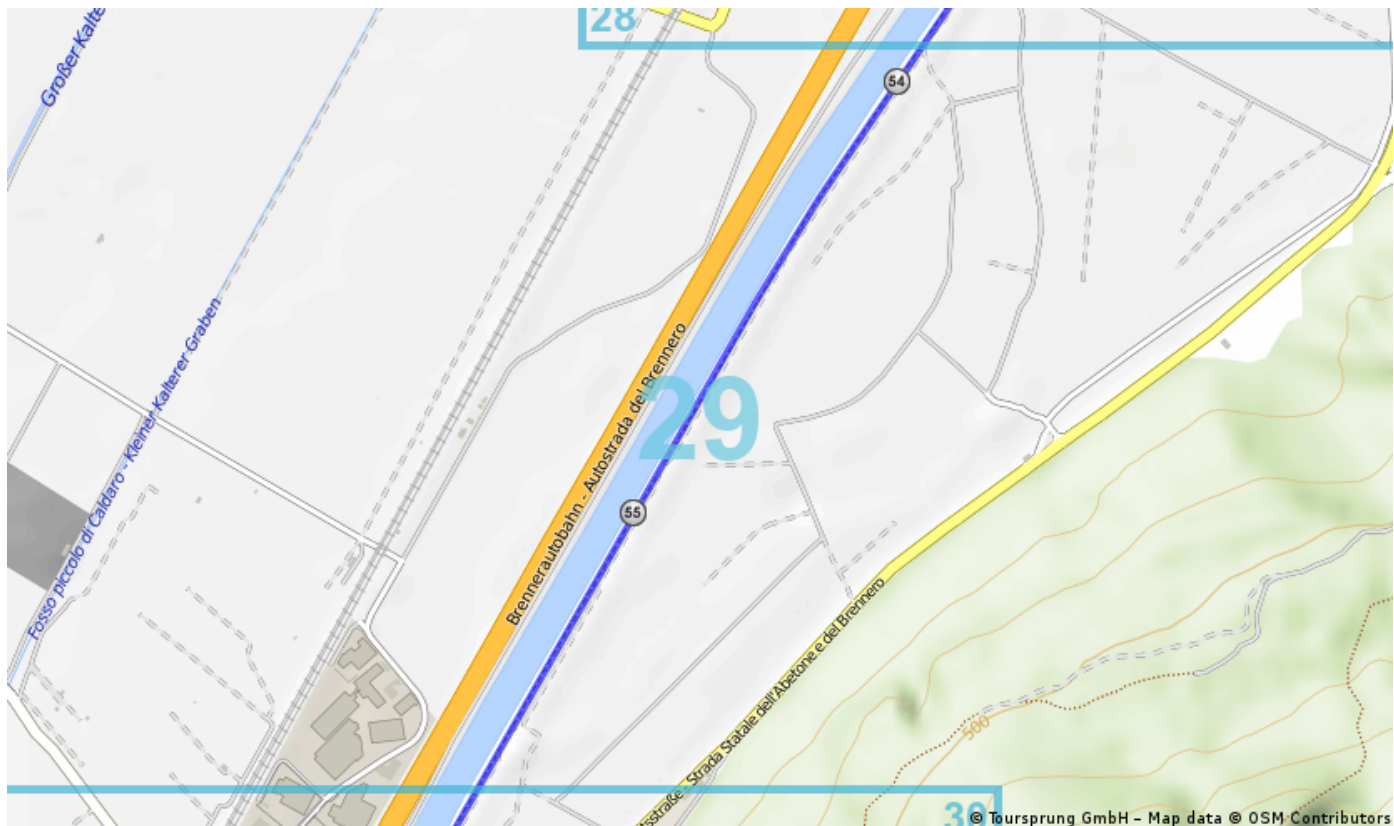 28
Großer Kalte
54
Fosso piccolo di Caldaro - Kleiner Kalterer Graben
Brennerautobahn - Autostrada del Brennero
29
55
sstraße - Strada Statale dell'Abetone e del Brennero
500
30
© Toursprung GmbH - Map data © OSM Contributors